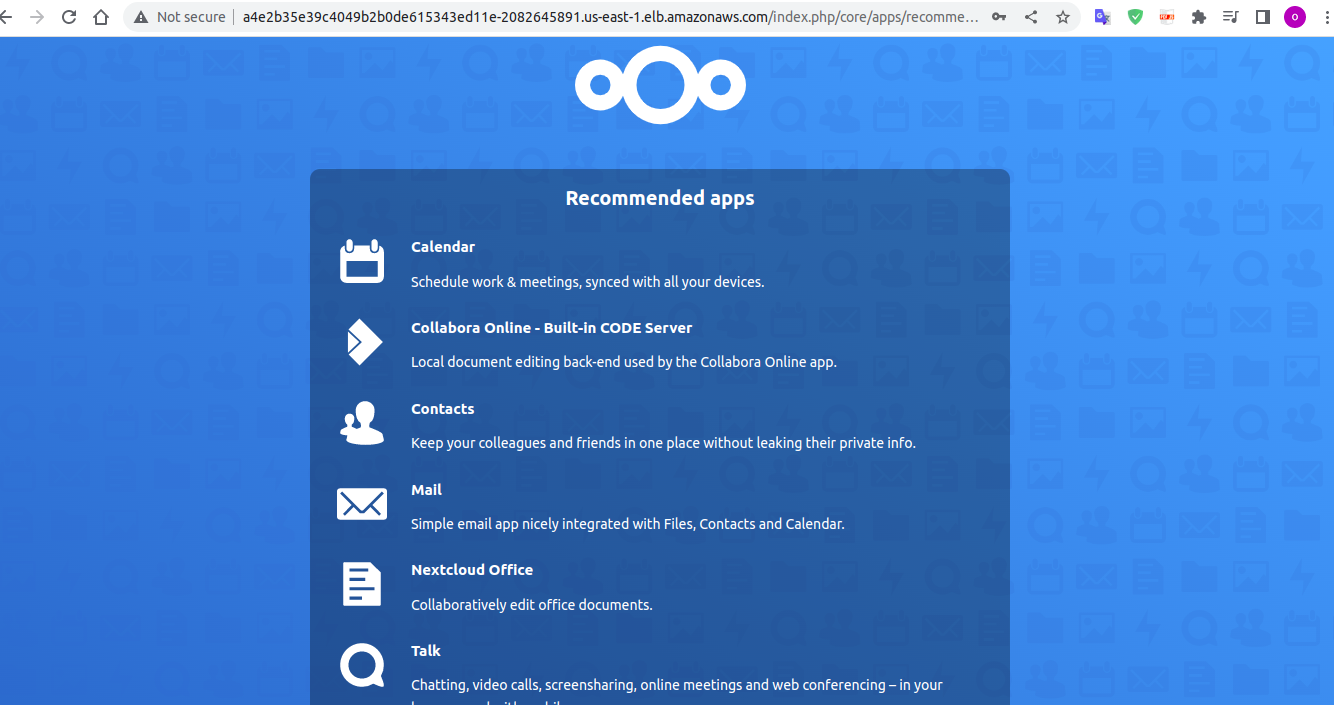 Not secure
a4e2b35e39c4049b2b0de615343ed11e-2082645891.us-east-1.elb.amazonaws.com/index.php/core/apps/recomme…
O
Recommended apps
Calendar
Schedule work & meetings, synced with all your devices.
Collabora Online - Built-in CODE Server
Local document editing back-end used by the Collabora Online app.
Contacts
Keep your colleagues and friends in one place without leaking their private info.
Mail
Simple email app nicely integrated with Files, Contacts and Calendar.
Nextcloud Office
Collaboratively edit office documents.
Talk
Chatting, video calls, screensharing, online meetings and web conferencing – in your